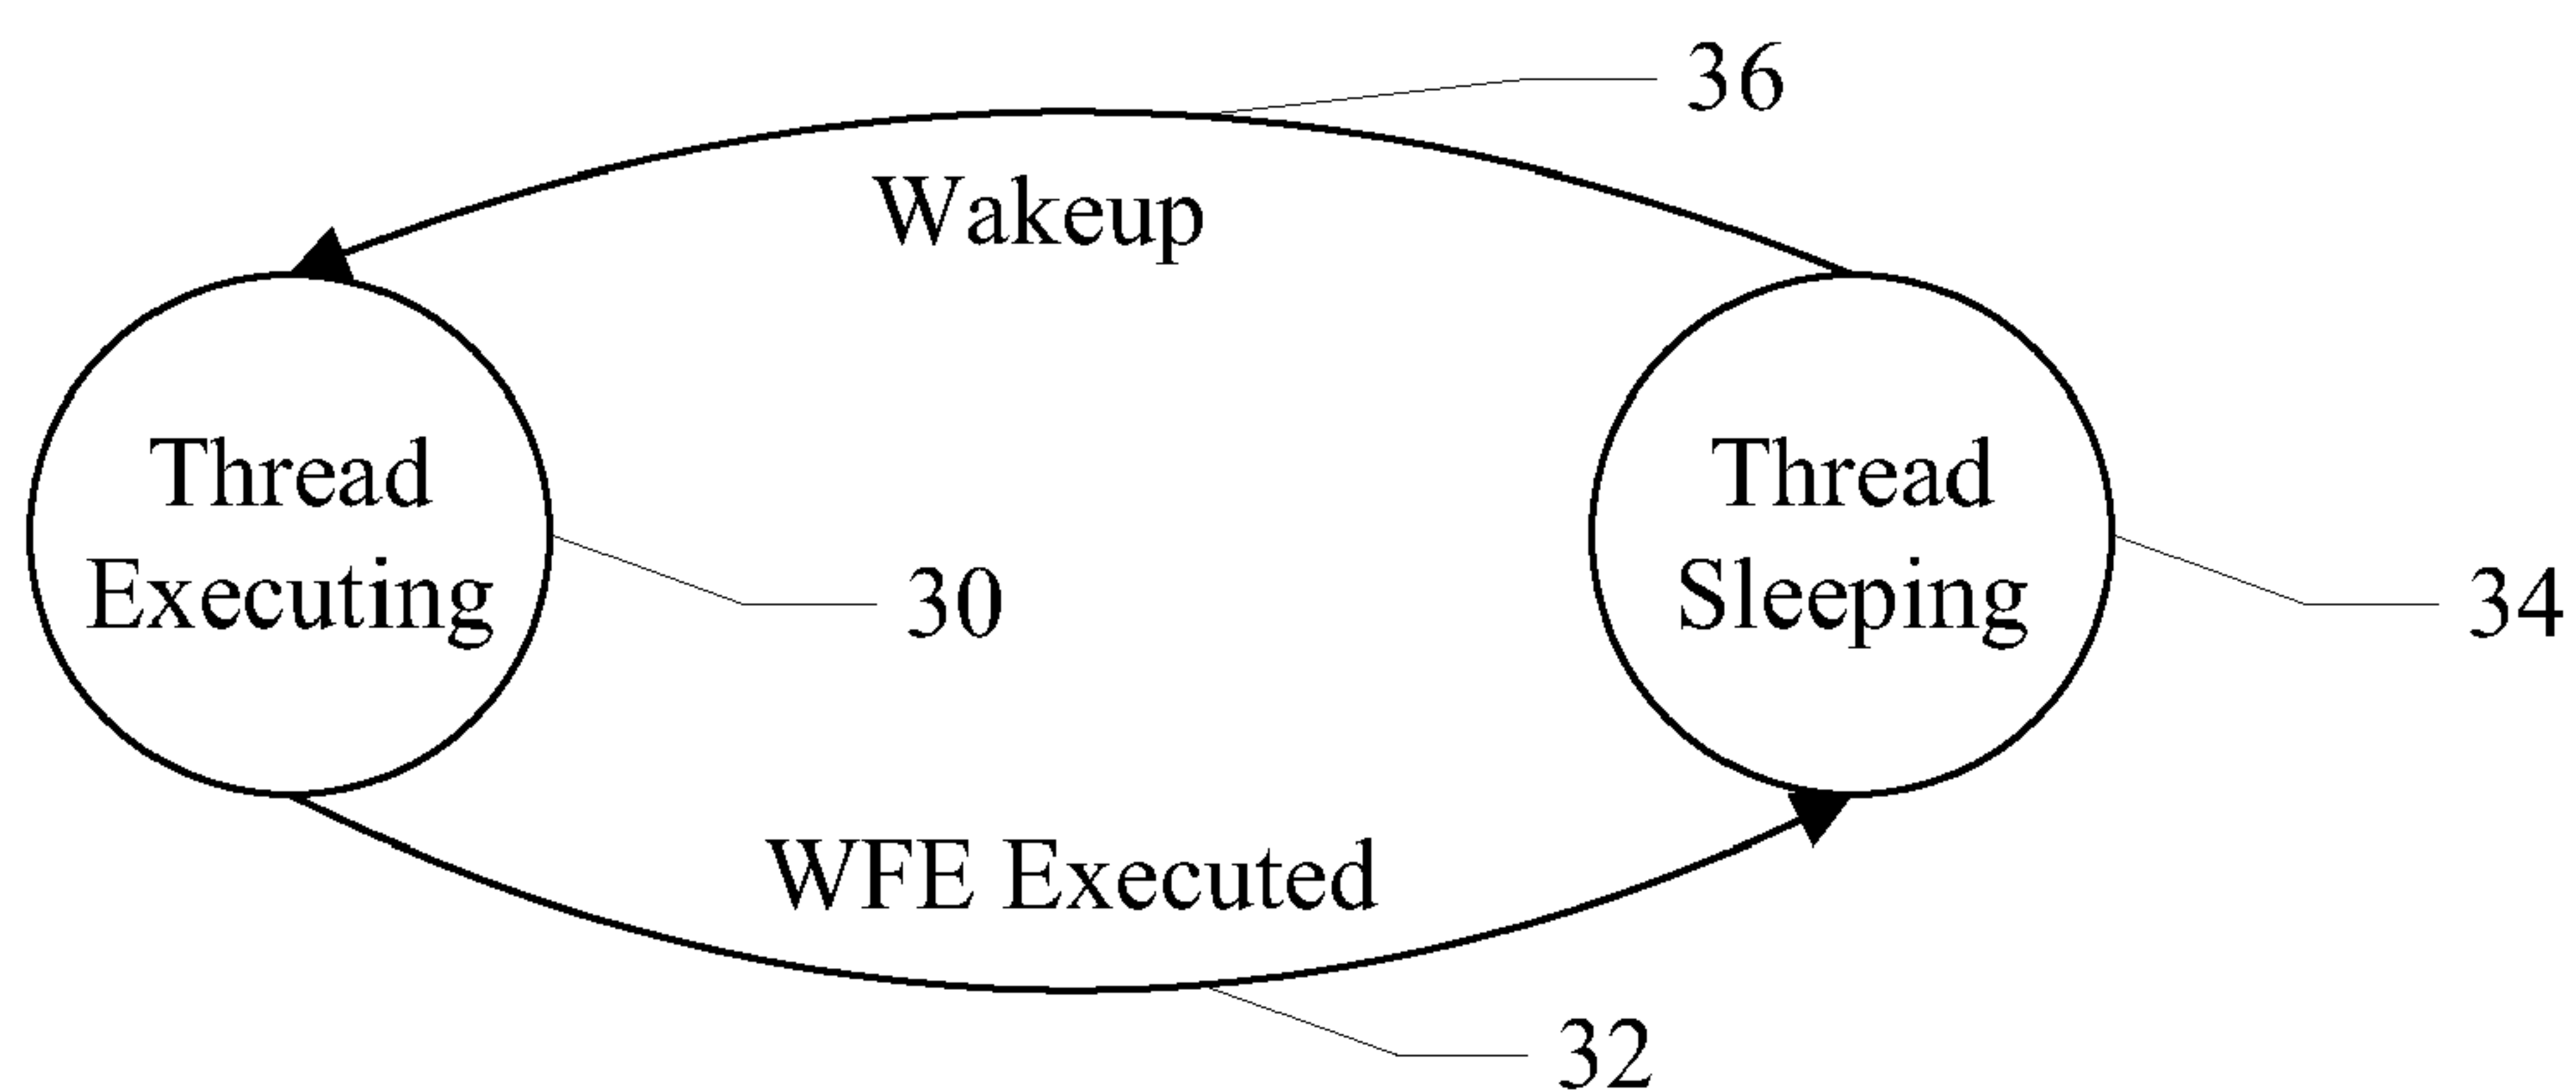 36
Wakeup
Thread
Executing
30
Thread
Sleeping
34
WFE Executed
32